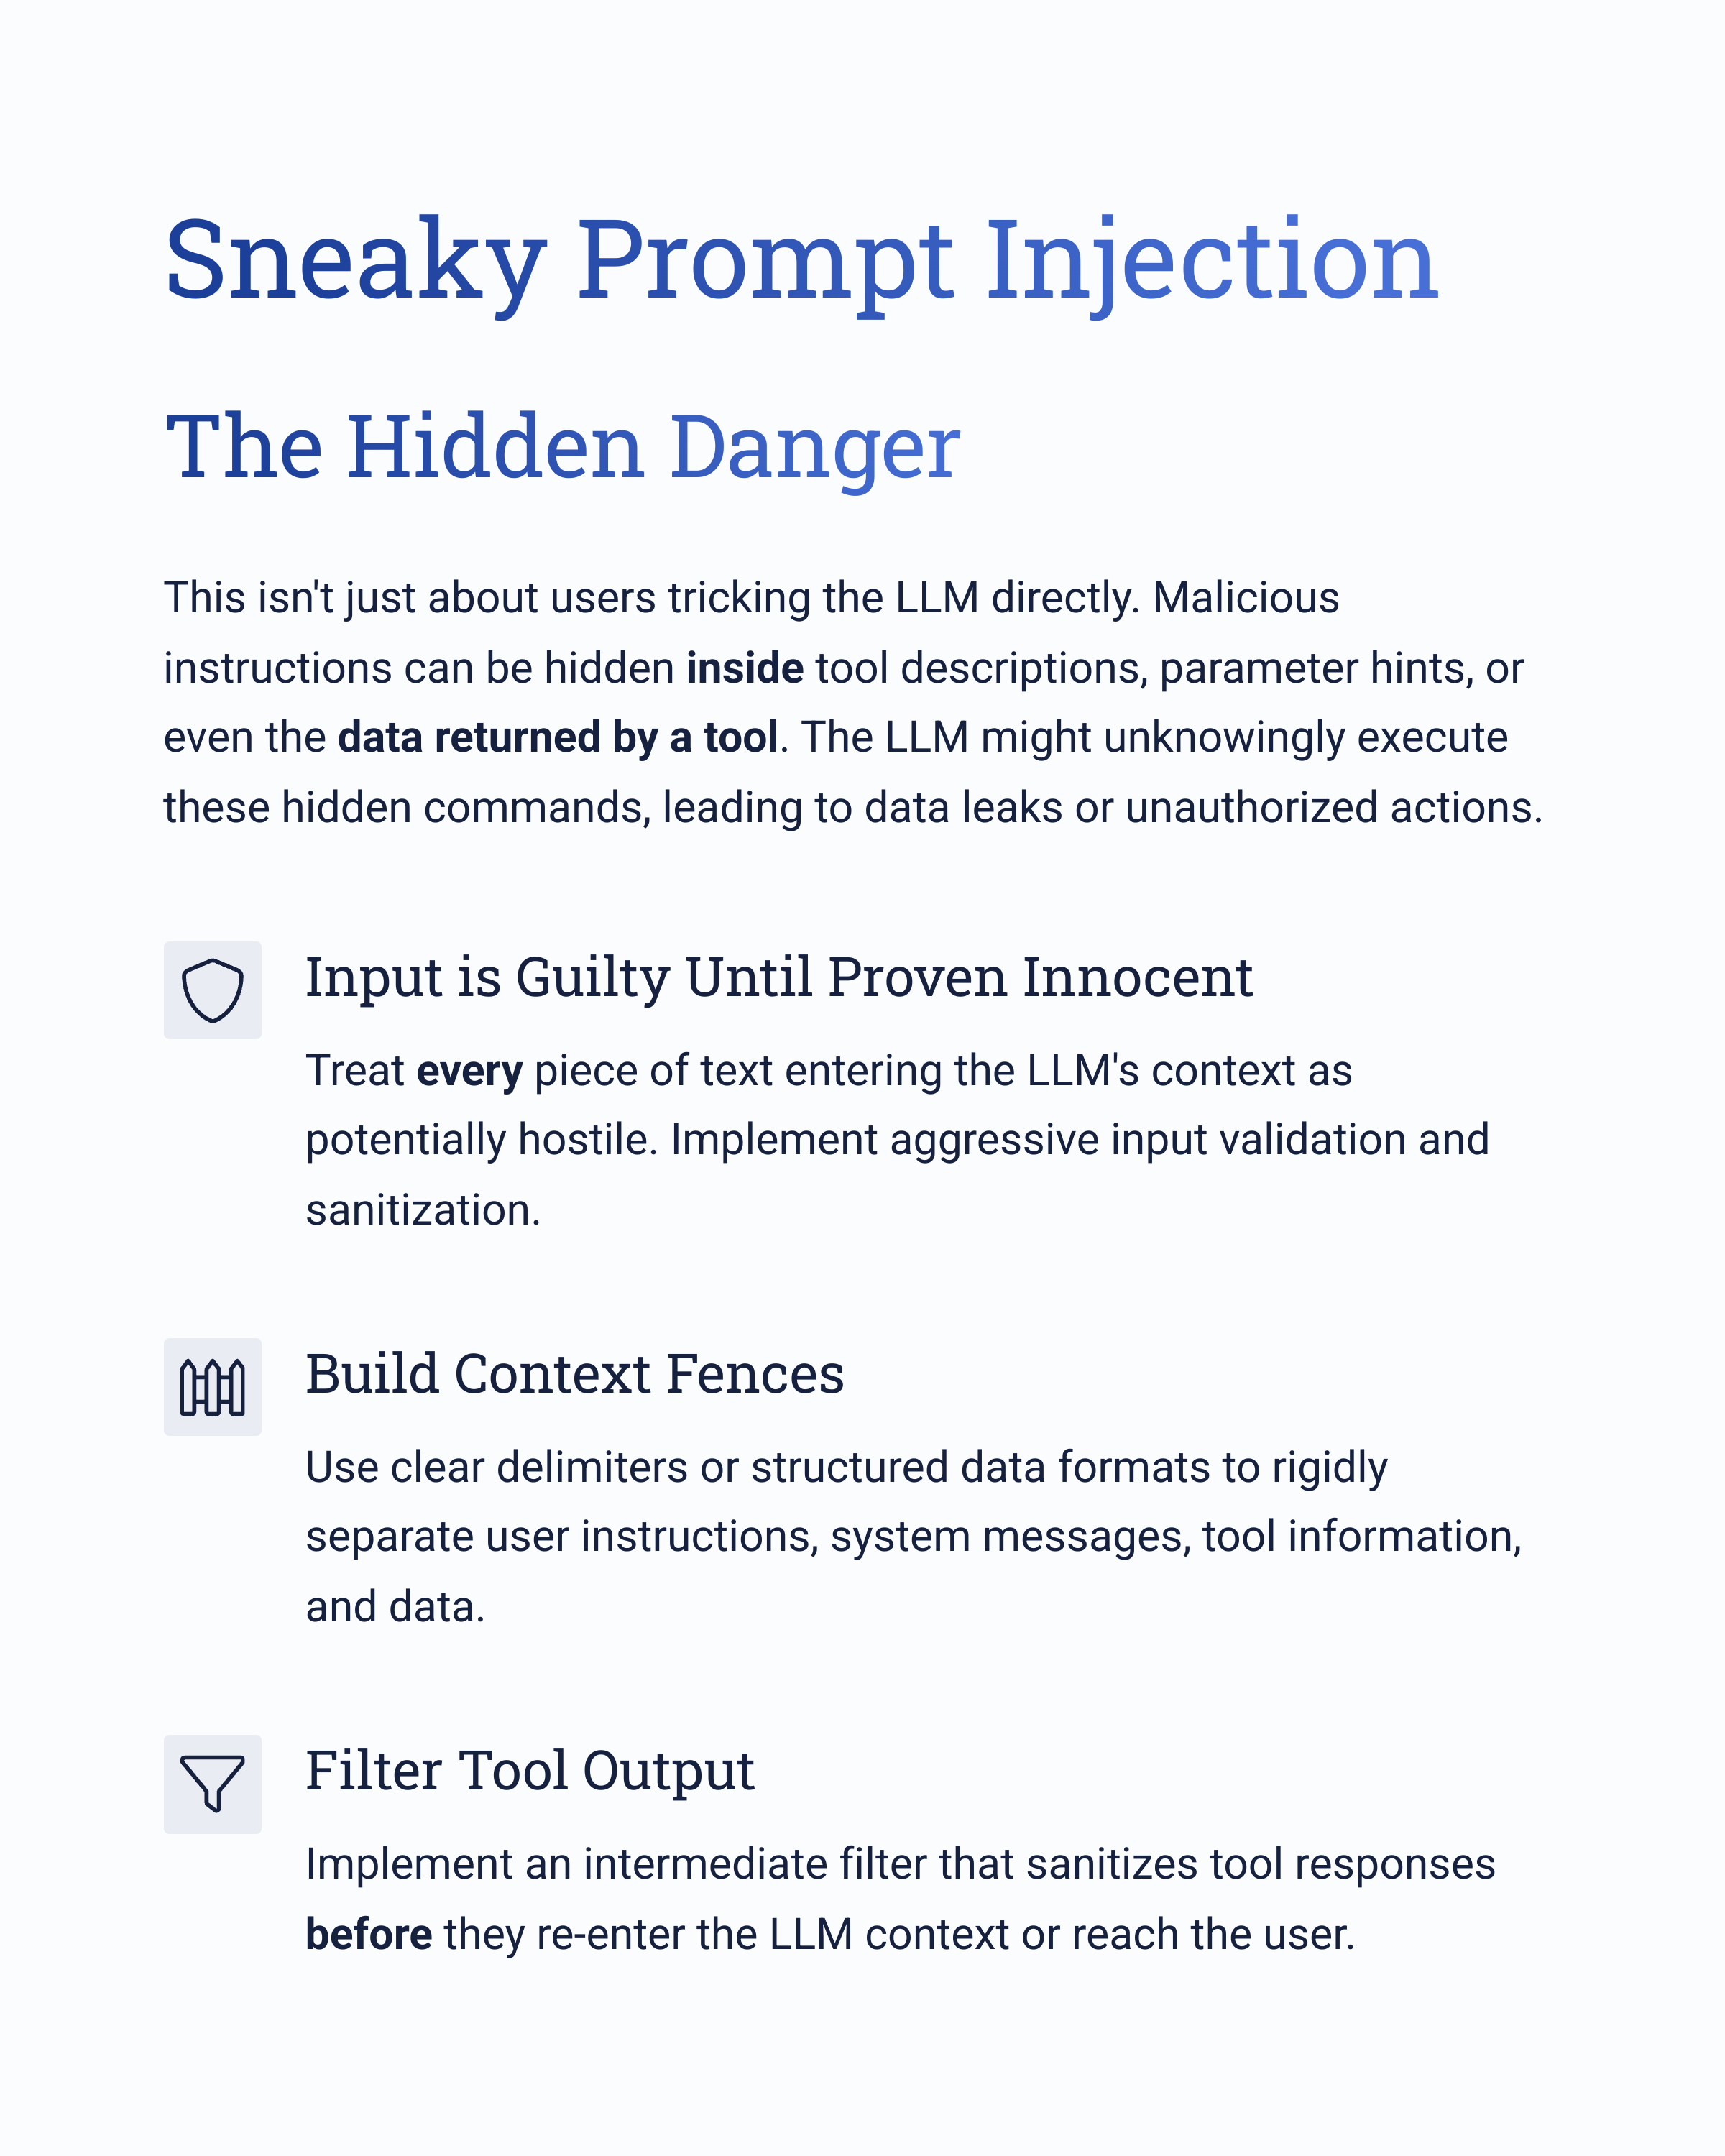 Sneaky Prompt Injection
The Hidden Danger
This isn't just about users tricking the LLM directly. Malicious
instructions can be hidden inside tool descriptions, parameter hints, or
even the data returned by a tool. The LLM might unknowingly execute
these hidden commands, leading to data leaks or unauthorized actions.
Input is Guilty Until Proven Innocent
Treat every piece of text entering the LLM's context as
potentially hostile. Implement aggressive input validation and
sanitization.
Build Context Fences
Use clear delimiters or structured data formats to rigidly
separate user instructions, system messages, tool information,
and data.
Filter Tool Output
Implement an intermediate filter that sanitizes tool responses
before they re-enter the LLM context or reach the user.